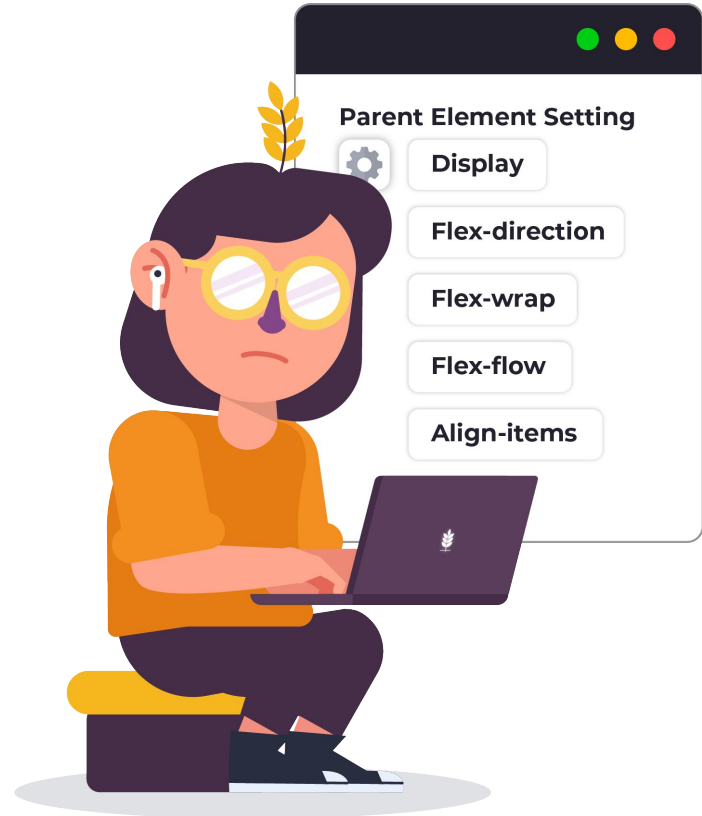 Parent Element Setting
Display
Flex-direction
Flex-wrap
Flex-flow
Align-items